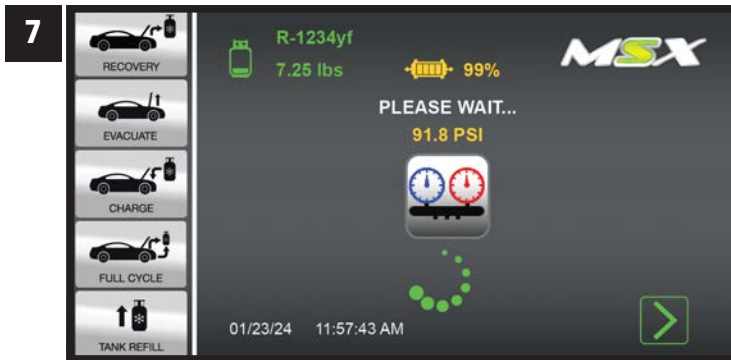 7
RECOVERY
EVACUATE
CHARGE
FULL CYCLE
TANK REFILL
R-1234yf
7.25 lbs
99%
MSX
PLEASE WAIT...
91.8 PSI
01/23/24 11:57:43 AM